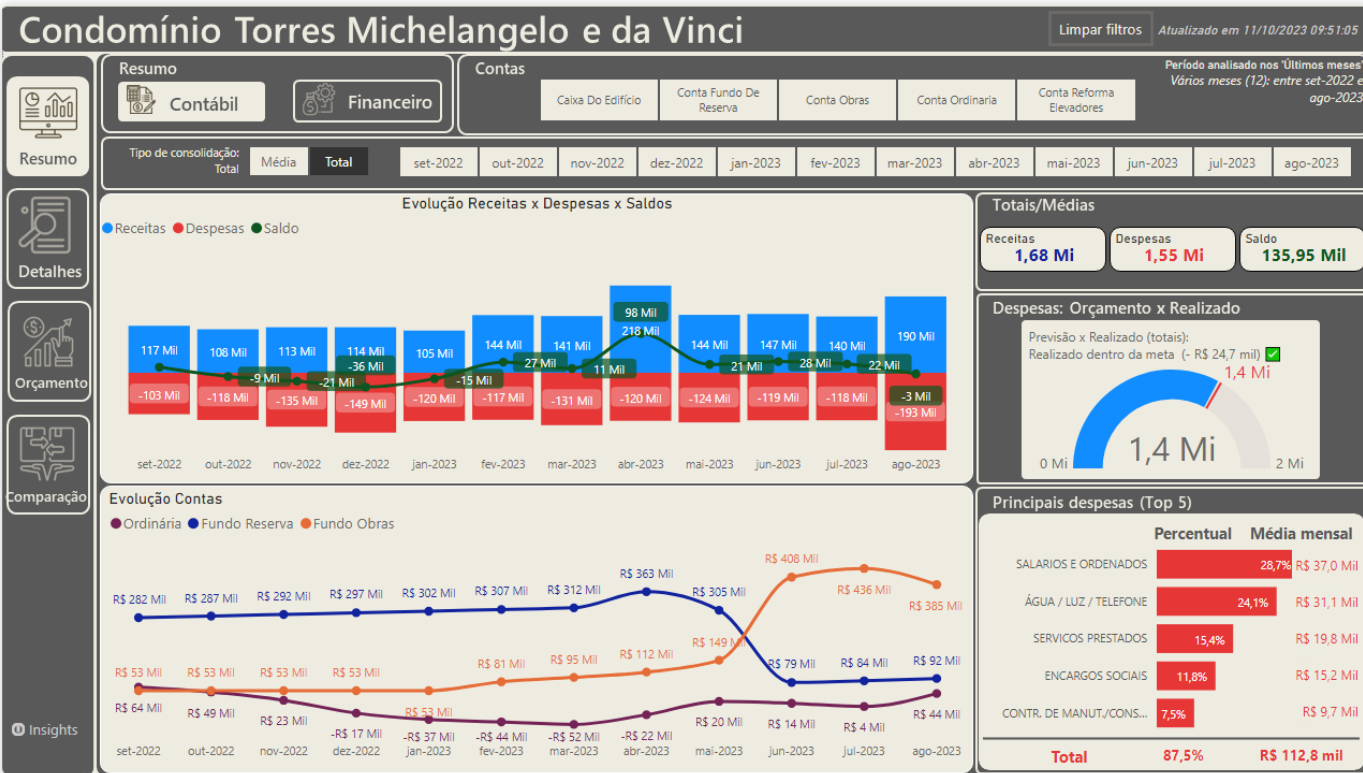 Condomínio Torres Michelangelo e da Vinci
Limpar filtros
Atualizado em 11/10/2023 09:51:05
Resumo
Detalhes
Orçamento
Comparação
Insights
Resumo
Contábil
Financeiro
Contas
Caixa Do Edifício
Conta Fundo De
Reserva
Conta Obras
Conta Ordinaria
Conta Reforma
Elevadores
Período analisado nos 'Últimos meses'
Vários meses (12): entre set-2022 e
ago-2023
Tipo de consolidação:
Total
Média
Total
set-2022 out-2022 nov-2022 dez-2022 jan-2023 fev-2023 mar-2023 abr-2023 mai-2023 jun-2023 jul-2023 ago-2023
Evolução Receitas x Despesas x Saldos
Receitas Despesas Saldo
98 Mil
117 Mil 108 Mil 113 Mil 114 Mil 105 Mil 144 Mil 141 Mil 218 Mil 144 Mil 147 Mil 140 Mil 190 Mil
-9 Mil -21 Mil -36 Mil -15 Mil 27 Mil 11 Mil 21 Mil 28 Mil 22 Mil -3 Mil
-103 Mil -118 Mil -135 Mil -149 Mil -120 Mil -117 Mil -131 Mil -120 Mil -124 Mil -119 Mil -118 Mil -193 Mil
set-2022 out-2022 nov-2022 dez-2022 jan-2023 fev-2023 mar-2023 abr-2023 mai-2023 jun-2023 jul-2023 ago-2023
Totais/Médias
Receitas
1,68 Mi
Despesas
1,55 Mi
Saldo
135,95 Mil
Despesas: Orçamento x Realizado
Previsão x Realizado (totais):
Realizado dentro da meta (- R$ 24,7 mil)
1,4 Mi
1,4 Mi
0 Mi
2 Mi
Evolução Contas
Ordinária Fundo Reserva Fundo Obras
R$ 282 Mil R$ 287 Mil R$ 292 Mil R$ 297 Mil R$ 302 Mil R$ 307 Mil R$ 312 Mil R$ 363 Mil R$ 305 Mil R$ 79 Mil R$ 84 Mil R$ 92 Mil
R$ 53 Mil R$ 53 Mil R$ 53 Mil R$ 53 Mil R$ 53 Mil R$ 81 Mil R$ 95 Mil R$ 112 Mil R$ 149 Mil R$ 408 Mil R$ 436 Mil R$ 385 Mil
R$ 64 Mil R$ 49 Mil R$ 23 Mil -R$ 17 Mil -R$ 37 Mil -R$ 44 Mil -R$ 52 Mil -R$ 22 Mil R$ 20 Mil R$ 14 Mil R$ 4 Mil R$ 44 Mil
set-2022 out-2022 nov-2022 dez-2022 jan-2023 fev-2023 mar-2023 abr-2023 mai-2023 jun-2023 jul-2023 ago-2023
Principais despesas (Top 5)
Percentual Média mensal
SALARIOS E ORDENADOS 28,7% R$ 37,0 Mil
ÁGUA / LUZ / TELEFONE 24,1% R$ 31,1 Mil
SERVICOS PRESTADOS 15,4% R$ 19,8 Mil
ENCARGOS SOCIAIS 11,8% R$ 15,2 Mil
CONTR. DE MANUT./CONS... 7,5% R$ 9,7 Mil
Total 87,5% R$ 112,8 mil